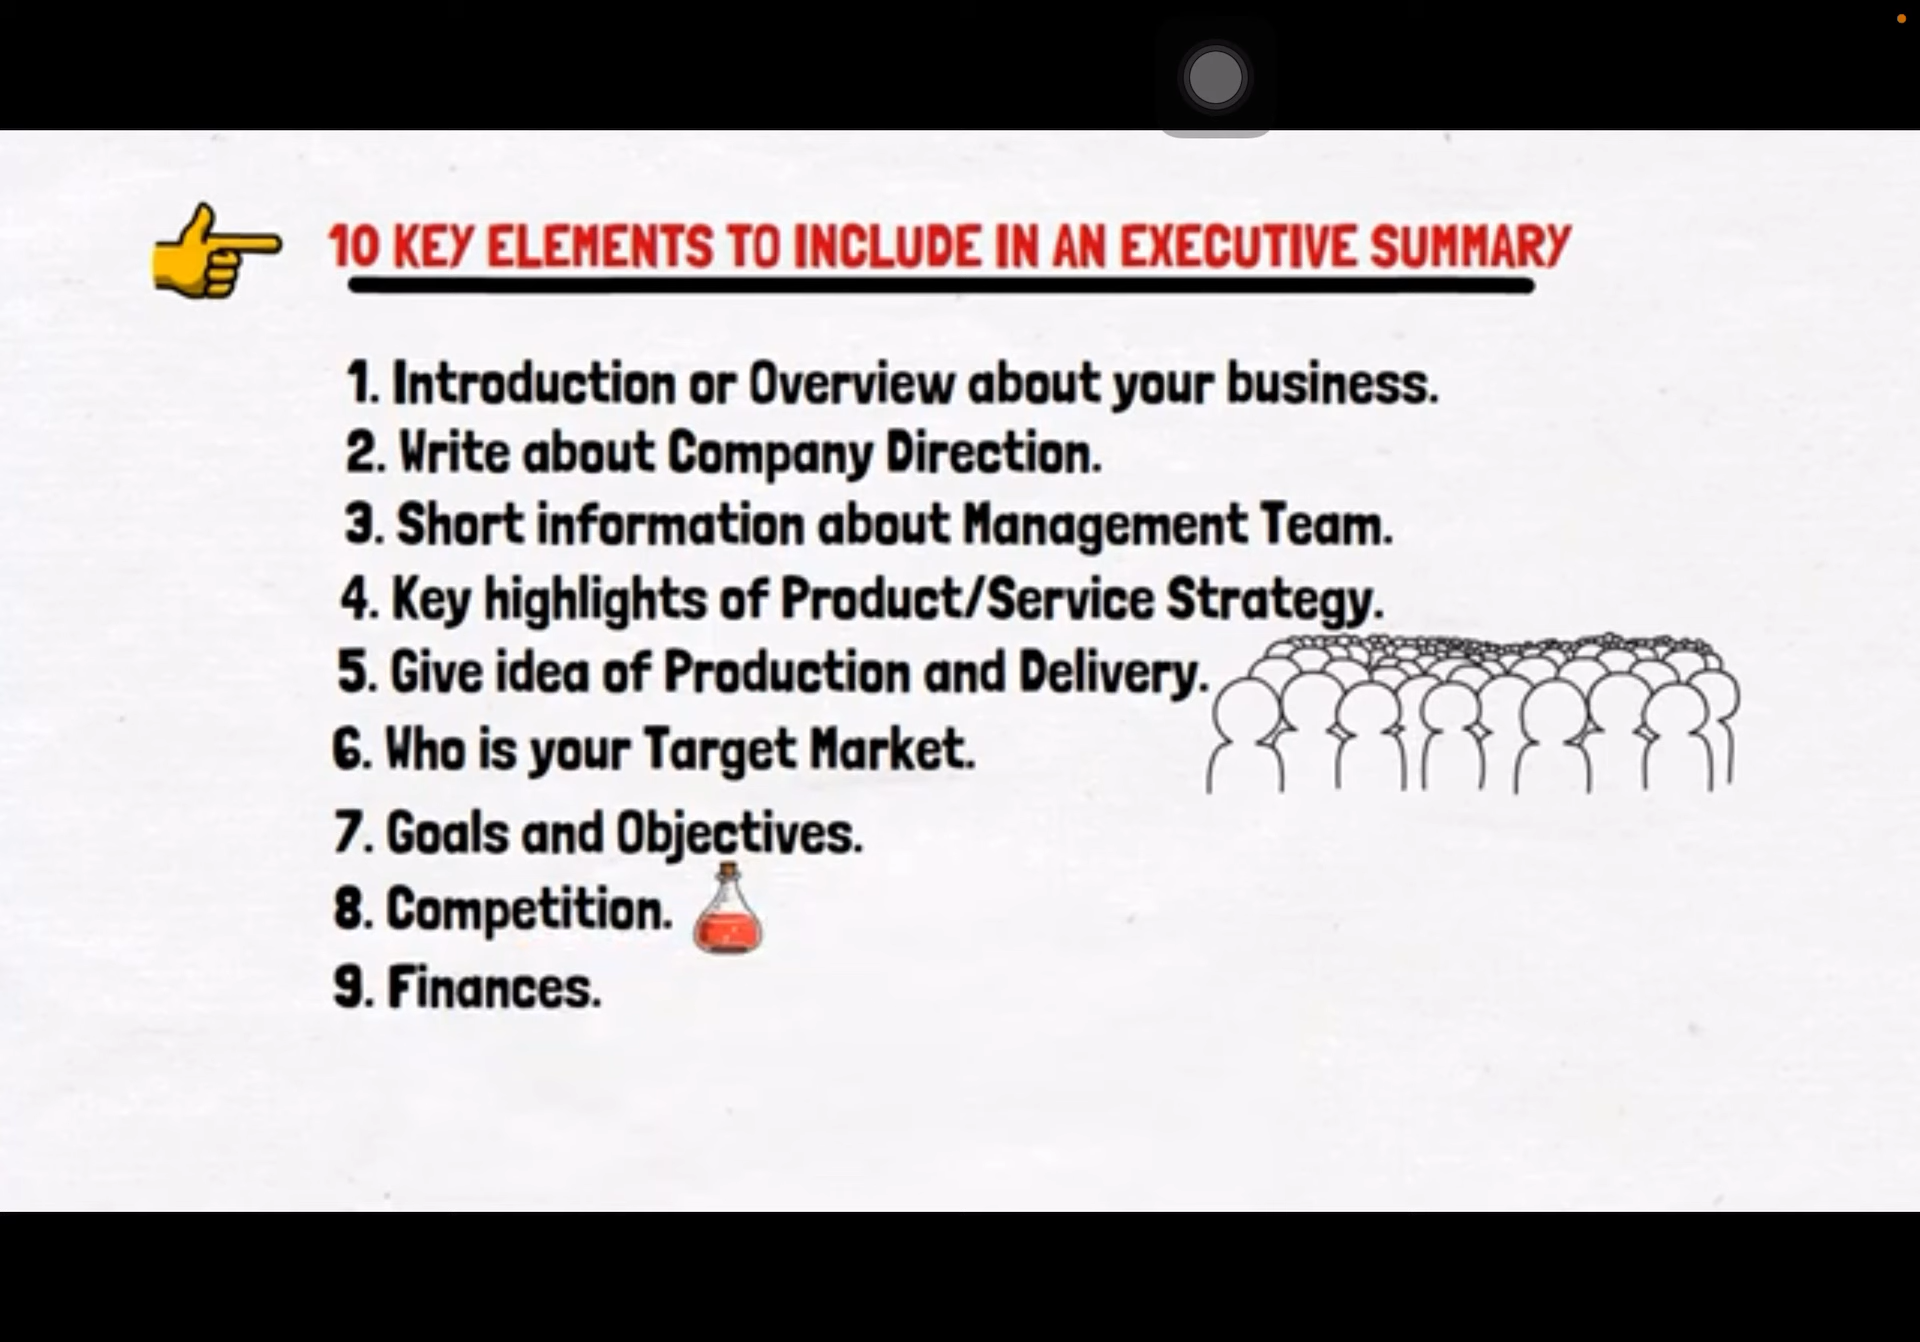 10 KEY ELEMENTS TO INCLUDE IN AN EXECUTIVE SUMMARY
1. Introduction or Overview about your business.
2. Write about Company Direction.
3. Short information about Management Team.
4. Key highlights of Product/Service Strategy.
5. Give idea of Production and Delivery.
6. Who is your Target Market.
7. Goals and Objectives.
8. Competition.
9. Finances.